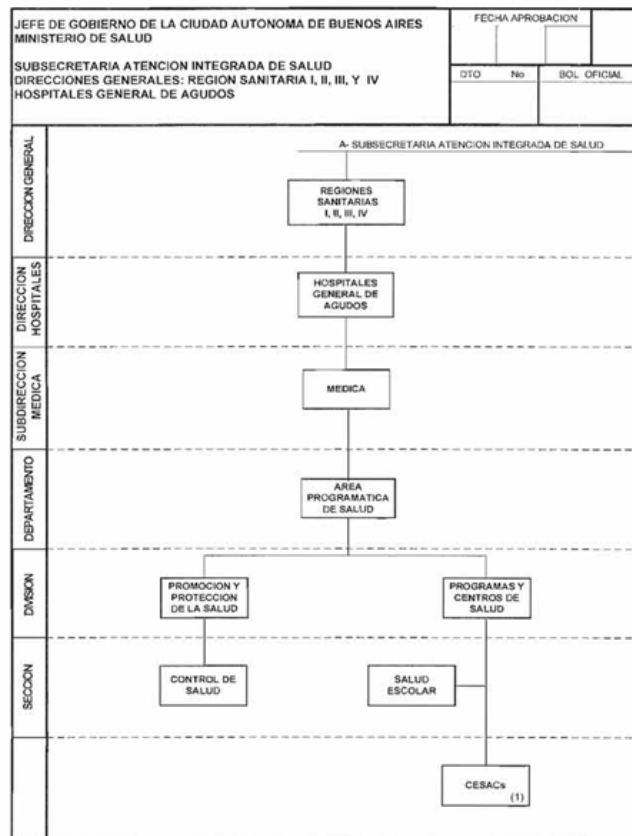 JEFE DE GOBIERNO DE LA CIUDAD AUTONOMA DE BUENOS AIRES
MINISTERIO DE SALUD
SUBSECRETARIA ATENCION INTEGRADA DE SALUD
DIRECCIONES GENERALES: REGION SANITARIA I, II, III, Y IV
HOSPITALES GENERAL DE AGUDOS
FECHA APROBACION
DTO No BOL OFICIAL
DIRECCION GENERAL
A- SUBSECRETARIA ATENCION INTEGRADA DE SALUD
REGIONES
SANITARIAS
I, II, III, IV
DIRECCION
HOSPITALES
HOSPITALES
GENERAL DE
AGUDOS
SUBDIRECCION
MEDICA
MEDICA
DEPARTAMENTO
AREA
PROGRAMATICA
DE SALUD
DIVISION
PROMOCION Y
PROTECCION
DE LA SALUD
PROGRAMAS Y
CENTROS DE
SALUD
SECCION
CONTROL DE
SALUD
SALUD
ESCOLAR
CESACs
(1)